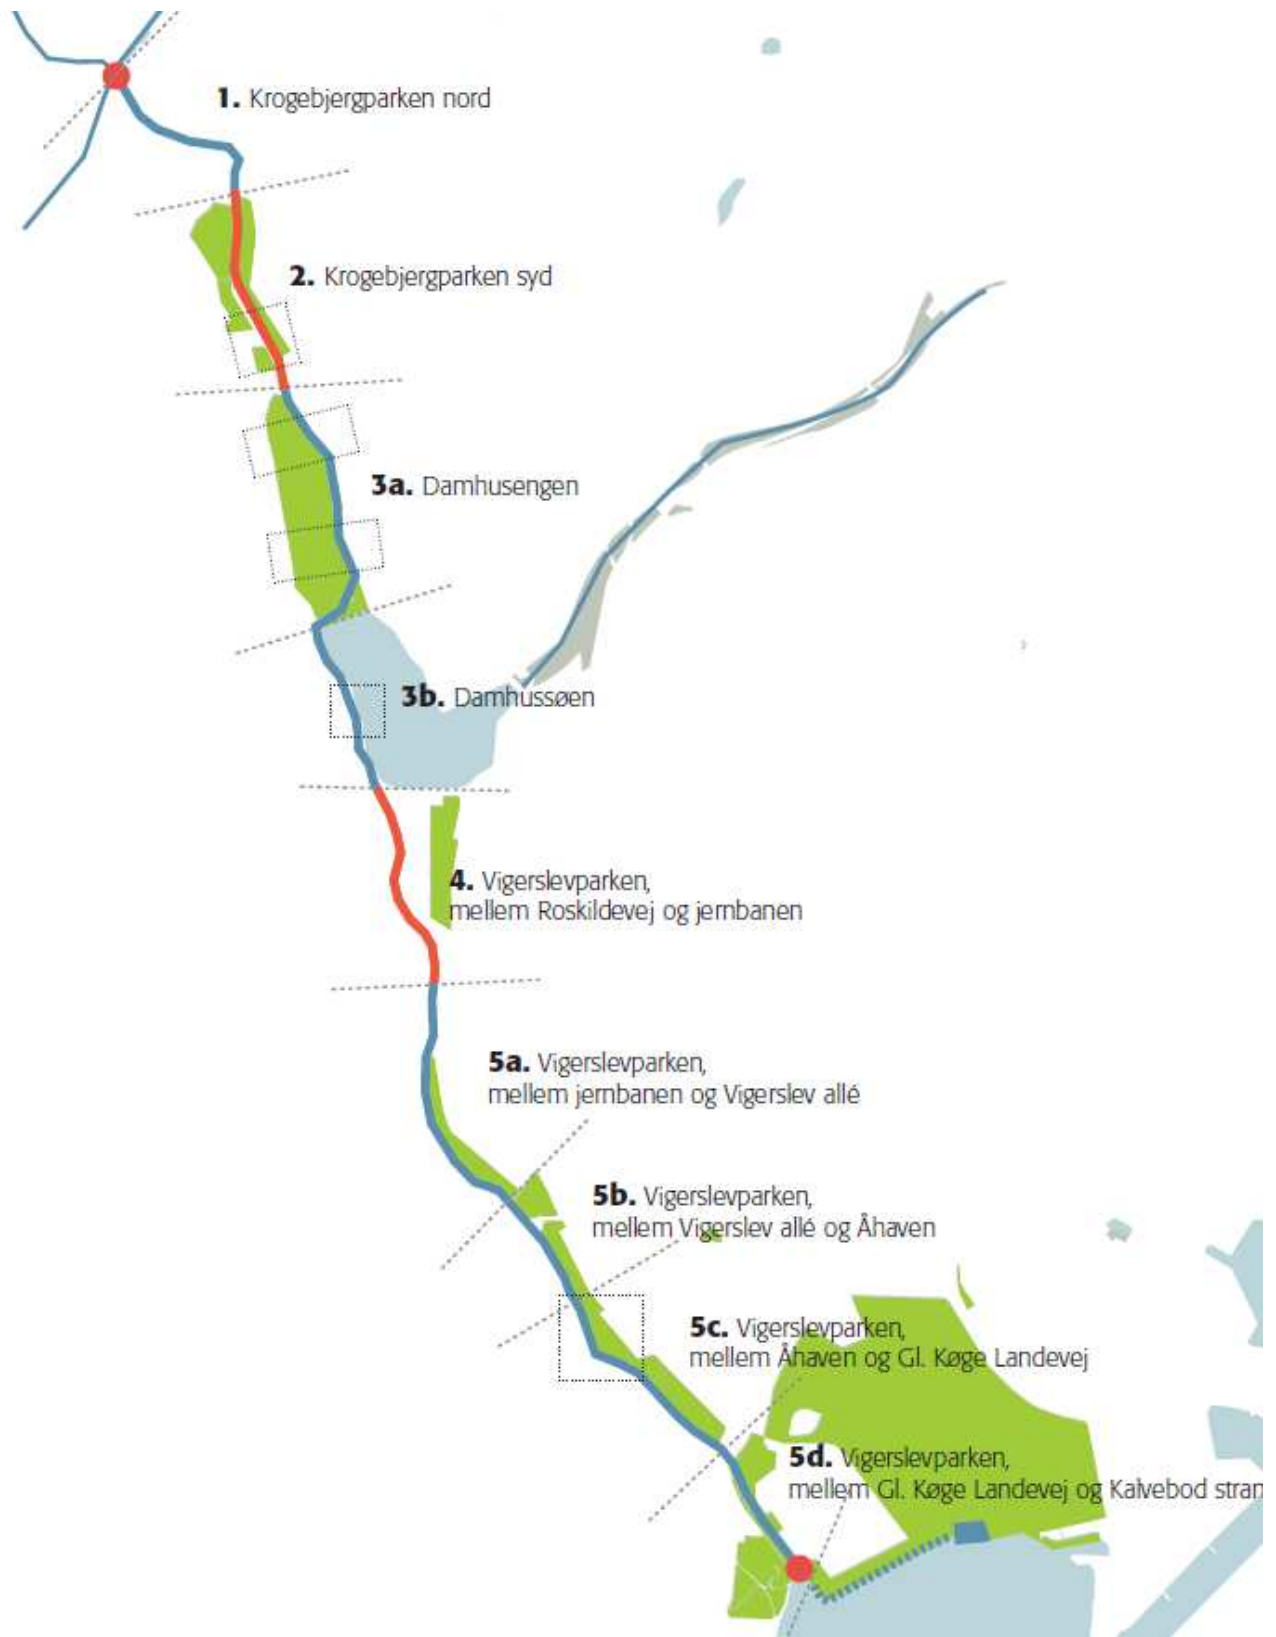 1. Krogebjergparken nord
2. Krogebjergparken syd
3a. Damhusengen
3b. Damhussøen
4. Vigerslevparken,
mellem Roskildevej og jernbanen
5a. Vigerslevparken,
mellem jernbanen og Vigerslev allé
5b. Vigerslevparken,
mellem Vigerslev allé og Åhaven
5c. Vigerslevparken,
mellem Åhaven og Gl. Køge Landevej
5d. Vigerslevparken,
mellem Gl. Køge Landevej og Kalvebod stran